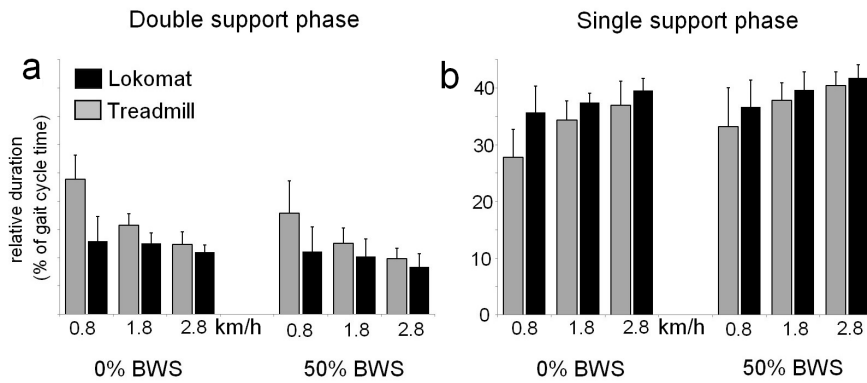 Double support phase
Single support phase
a
Lokomat
Treadmill
relative duration
(% of gait cycle time)
0.8 1.8 2.8 km/h 0.8 1.8 2.8
0% BWS 50% BWS
b
40
30
20
10
0
0.8 1.8 2.8 km/h 0.8 1.8 2.8
0% BWS 50% BWS